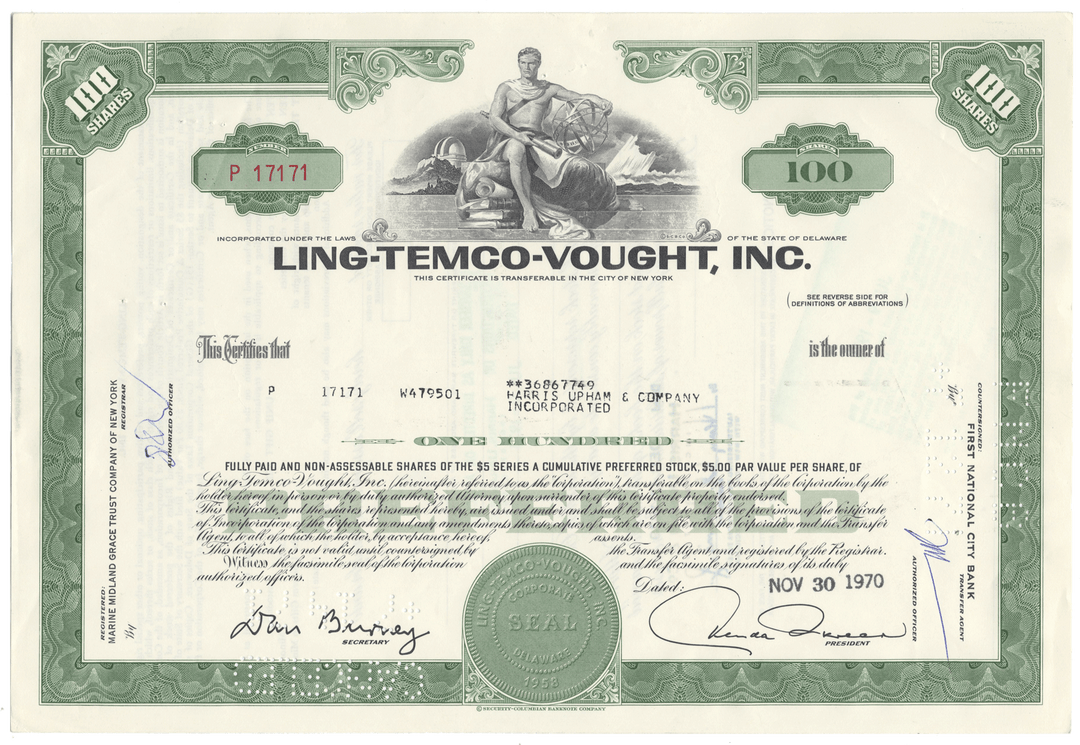 100 SHARES
100 SHARES
NUMBER
P 17171
SHARES
100
INCORPORATED UNDER THE LAWS
OF THE STATE OF DELAWARE
LING-TEMCO-VOUGHT, INC.
THIS CERTIFICATE IS TRANSFERABLE IN THE CITY OF NEW YORK
SEE REVERSE SIDE FOR
DEFINITIONS OF ABBREVIATIONS
This Certifies that
is the owner of
P 17171 W479501 **36867749
HARRIS UPHAM & COMPANY
INCORPORATED
ONE HUNDRED
FULLY PAID AND NON-ASSESSABLE SHARES OF THE $5 SERIES A CUMULATIVE PREFERRED STOCK, $5.00 PAR VALUE PER SHARE, OF
PREFERRED
Ling-Temco-Vought, Inc. (hereinafter referred to as the Corporation), transferable on the books of the Corporation by the
holder hereof in person or by duly authorized Attorney upon surrender of this certificate properly endorsed.
This certificate, and the shares represented hereby, are issued under and shall be subject to all of the provisions of the Certificate
of Incorporation of the Corporation and any amendments thereto, copies of which are on file with the Corporation and the Transfer
Agent, to all of which the holder, by acceptance hereof, assents.
This Certificate is not valid until countersigned by the Transfer Agent and registered by the Registrar.
Witness the facsimile seal of the Corporation and the facsimile signatures of its duly
authorized officers.
Dated: NOV 30 1970
SECRETARY
PRESIDENT
LING-TEMCO-VOUGHT, INC.
CORPORATE
SEAL
DELAWARE
1958
REGISTERED:
MARINE MIDLAND GRACE TRUST COMPANY OF NEW YORK
REGISTRAR
By
AUTHORIZED OFFICER
COUNTERSIGNED:
FIRST NATIONAL CITY BANK
TRANSFER AGENT
By
AUTHORIZED OFFICER
© SECURITY-COLUMBIAN BANKNOTE COMPANY